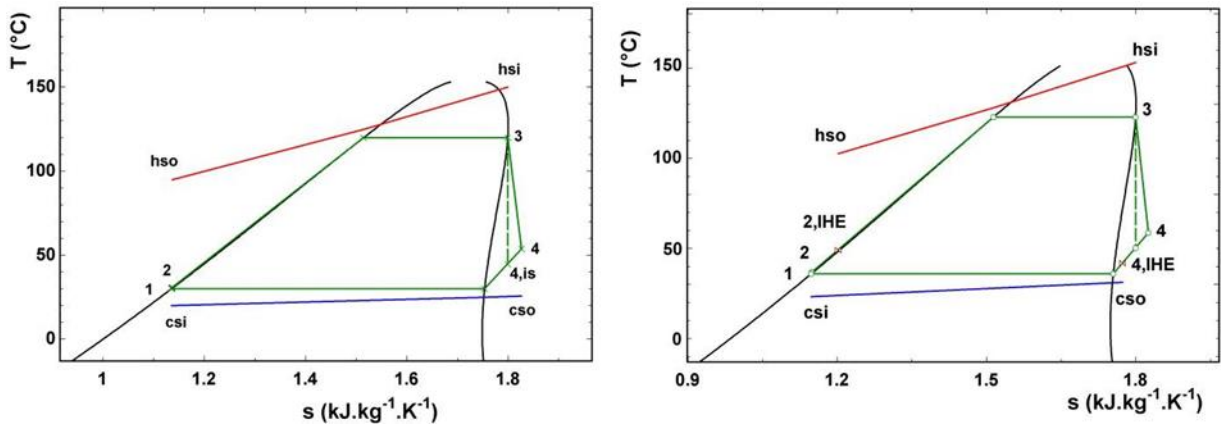 T (°C)
150
100
50
0
hsi
hso
3
2
1
4
4,is
csi
cso
1
1.2
1.4
1.6
1.8
s (kJ.kg⁻¹.K⁻¹)
T (°C)
150
100
50
0
hsi
hso
3
2,IHE
2
1
4
4,IHE
csi
cso
0.9
1.2
1.5
1.8
s (kJ.kg⁻¹.K⁻¹)